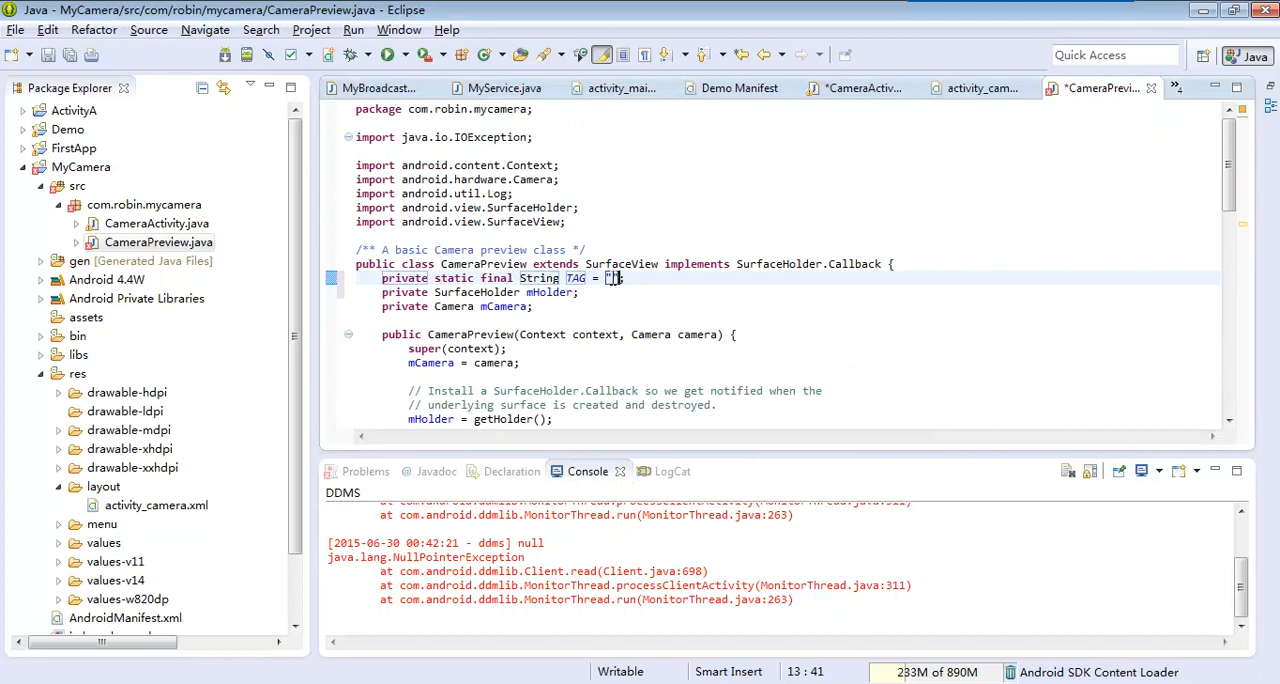 Java - MyCamera/src/com/robin/mycamera/CameraPreview.java - Eclipse
File Edit Refactor Source Navigate Search Project Run Window Help
Quick Access
Java
Package Explorer
MyBroadcast...
MyService.java
activity_mai...
Demo Manifest
*CameraActiv...
activity_cam...
*CameraPrevi...
ActivityA
Demo
FirstApp
MyCamera
src
com.robin.mycamera
CameraActivity.java
CameraPreview.java
gen [Generated Java Files]
Android 4.4W
Android Private Libraries
assets
bin
libs
res
drawable-hdpi
drawable-ldpi
drawable-mdpi
drawable-xhdpi
drawable-xxhdpi
layout
activity_camera.xml
menu
values
values-v11
values-v14
values-w820dp
AndroidManifest.xml
package com.robin.mycamera;
import java.io.IOException;
import android.content.Context;
import android.hardware.Camera;
import android.util.Log;
import android.view.SurfaceHolder;
import android.view.SurfaceView;
/** A basic Camera preview class */
public class CameraPreview extends SurfaceView implements SurfaceHolder.Callback {
private static final String TAG = "";
private SurfaceHolder mHolder;
private Camera mCamera;
public CameraPreview(Context context, Camera camera) {
super(context);
mCamera = camera;
// Install a SurfaceHolder.Callback so we get notified when the
// underlying surface is created and destroyed.
mHolder = getHolder();
Problems @ Javadoc Declaration Console LogCat
DDMS
at com.android.ddmlib.MonitorThread.processClientActivity(MonitorThread.java:311)
at com.android.ddmlib.MonitorThread.run(MonitorThread.java:263)
[2015-06-30 00:42:21 - ddms] null
java.lang.NullPointerException
at com.android.ddmlib.Client.read(Client.java:698)
at com.android.ddmlib.MonitorThread.processClientActivity(MonitorThread.java:311)
at com.android.ddmlib.MonitorThread.run(MonitorThread.java:263)
Writable
Smart Insert
13 : 41
233M of 890M
Android SDK Content Loader